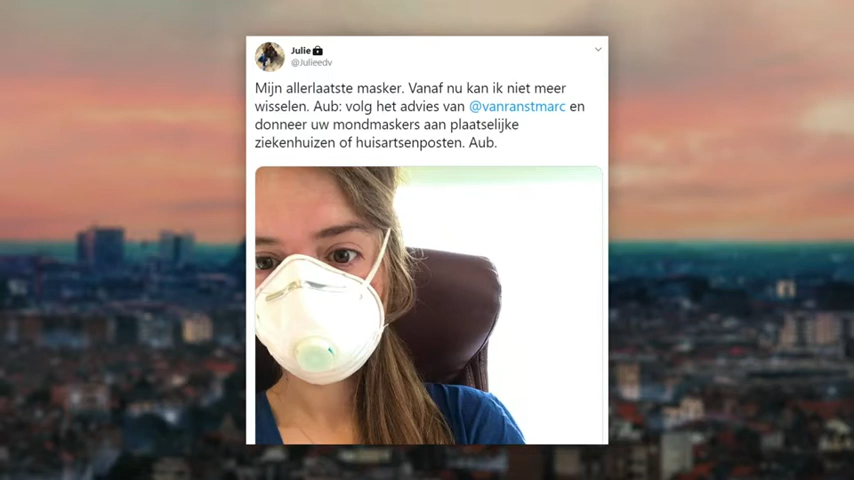 Julie
@Julieedv
Mijn allerlaatste masker. Vanaf nu kan ik niet meer
wisselen. Aub: volg het advies van @vanranstmarc en
donneer uw mondmaskers aan plaatselijke
ziekenhuizen of huisartsenposten. Aub.